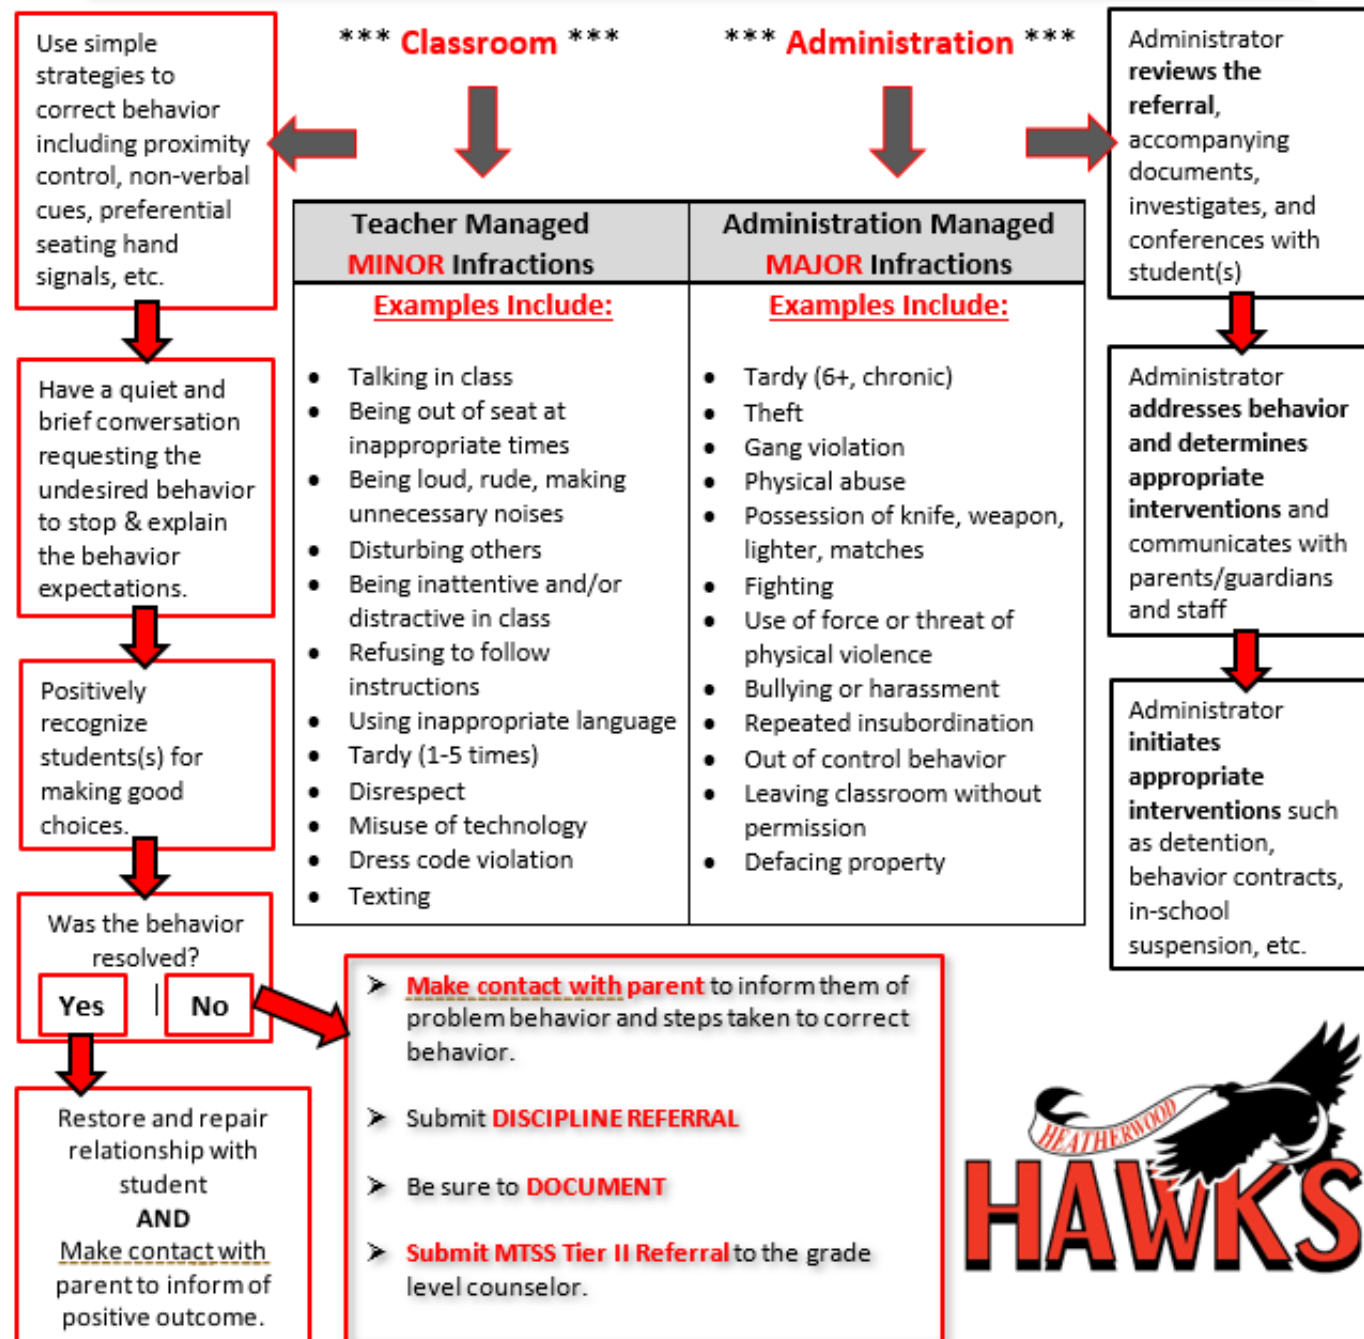 *** Classroom ***
*** Administration ***
Use simple
strategies to
correct behavior
including proximity
control, non-verbal
cues, preferential
seating hand
signals, etc.
Have a quiet and
brief conversation
requesting the
undesired behavior
to stop & explain
the behavior
expectations.
Positively
recognize
students(s) for
making good
choices.
Was the behavior
resolved?
Yes | No
Restore and repair
relationship with
student
AND
Make contact with
parent to inform of
positive outcome.
Teacher Managed
MINOR Infractions
Examples Include:
• Talking in class
• Being out of seat at
inappropriate times
• Being loud, rude, making
unnecessary noises
• Disturbing others
• Being inattentive and/or
distractive in class
• Refusing to follow
instructions
• Using inappropriate language
• Tardy (1-5 times)
• Disrespect
• Misuse of technology
• Dress code violation
• Texting
Administration Managed
MAJOR Infractions
Examples Include:
• Tardy (6+, chronic)
• Theft
• Gang violation
• Physical abuse
• Possession of knife, weapon,
lighter, matches
• Fighting
• Use of force or threat of
physical violence
• Bullying or harassment
• Repeated insubordination
• Out of control behavior
• Leaving classroom without
permission
• Defacing property
➢ Make contact with parent to inform them of
problem behavior and steps taken to correct
behavior.
➢ Submit DISCIPLINE REFERRAL
➢ Be sure to DOCUMENT
➢ Submit MTSS Tier II Referral to the grade
level counselor.
Administrator
reviews the
referral,
accompanying
documents,
investigates, and
conferences with
student(s)
Administrator
addresses behavior
and determines
appropriate
interventions and
communicates with
parents/guardians
and staff
Administrator
initiates
appropriate
interventions such
as detention,
behavior contracts,
in-school
suspension, etc.
HEATHERWOOD
HAWKS